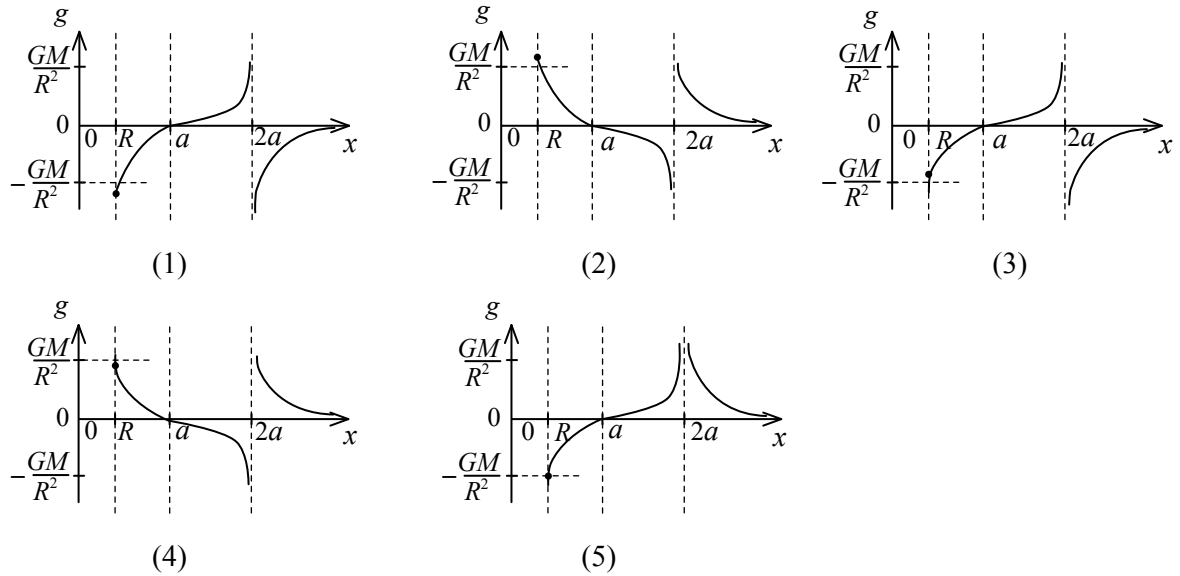 g g g
GM/R² GM/R² GM/R²
0 0 0
0 R a 2a x 0 R a 2a x 0 R a 2a x
−GM/R² −GM/R² −GM/R²
(1) (2) (3)
g g
GM/R² GM/R²
0 0
0 R a 2a x 0 R a 2a x
−GM/R² −GM/R²
(4) (5)